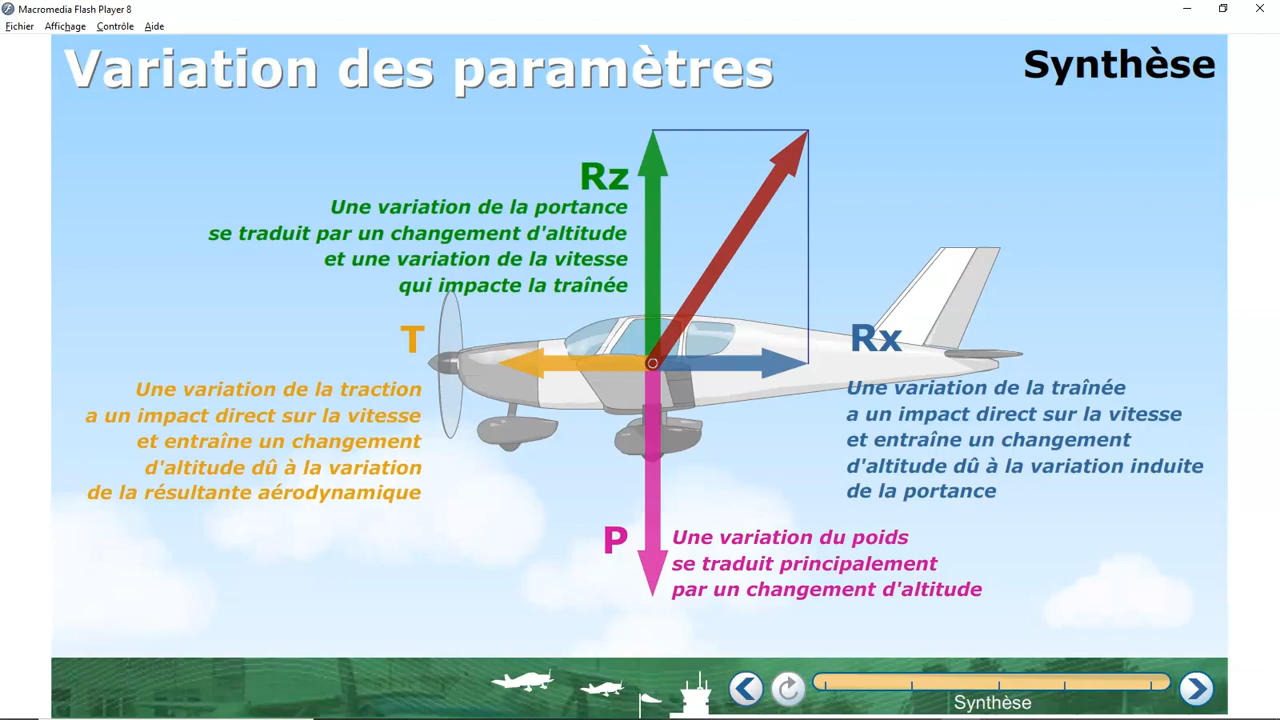 Macromedia Flash Player 8
Fichier Affichage Contrôle Aide
Variation des paramètres
Synthèse
Rz
Une variation de la portance
se traduit par un changement d'altitude
et une variation de la vitesse
qui impacte la traînée
T
Une variation de la traction
a un impact direct sur la vitesse
et entraîne un changement
d'altitude dû à la variation
de la résultante aérodynamique
Rx
Une variation de la traînée
a un impact direct sur la vitesse
et entraîne un changement
d'altitude dû à la variation induite
de la portance
P
Une variation du poids
se traduit principalement
par un changement d'altitude
Synthèse